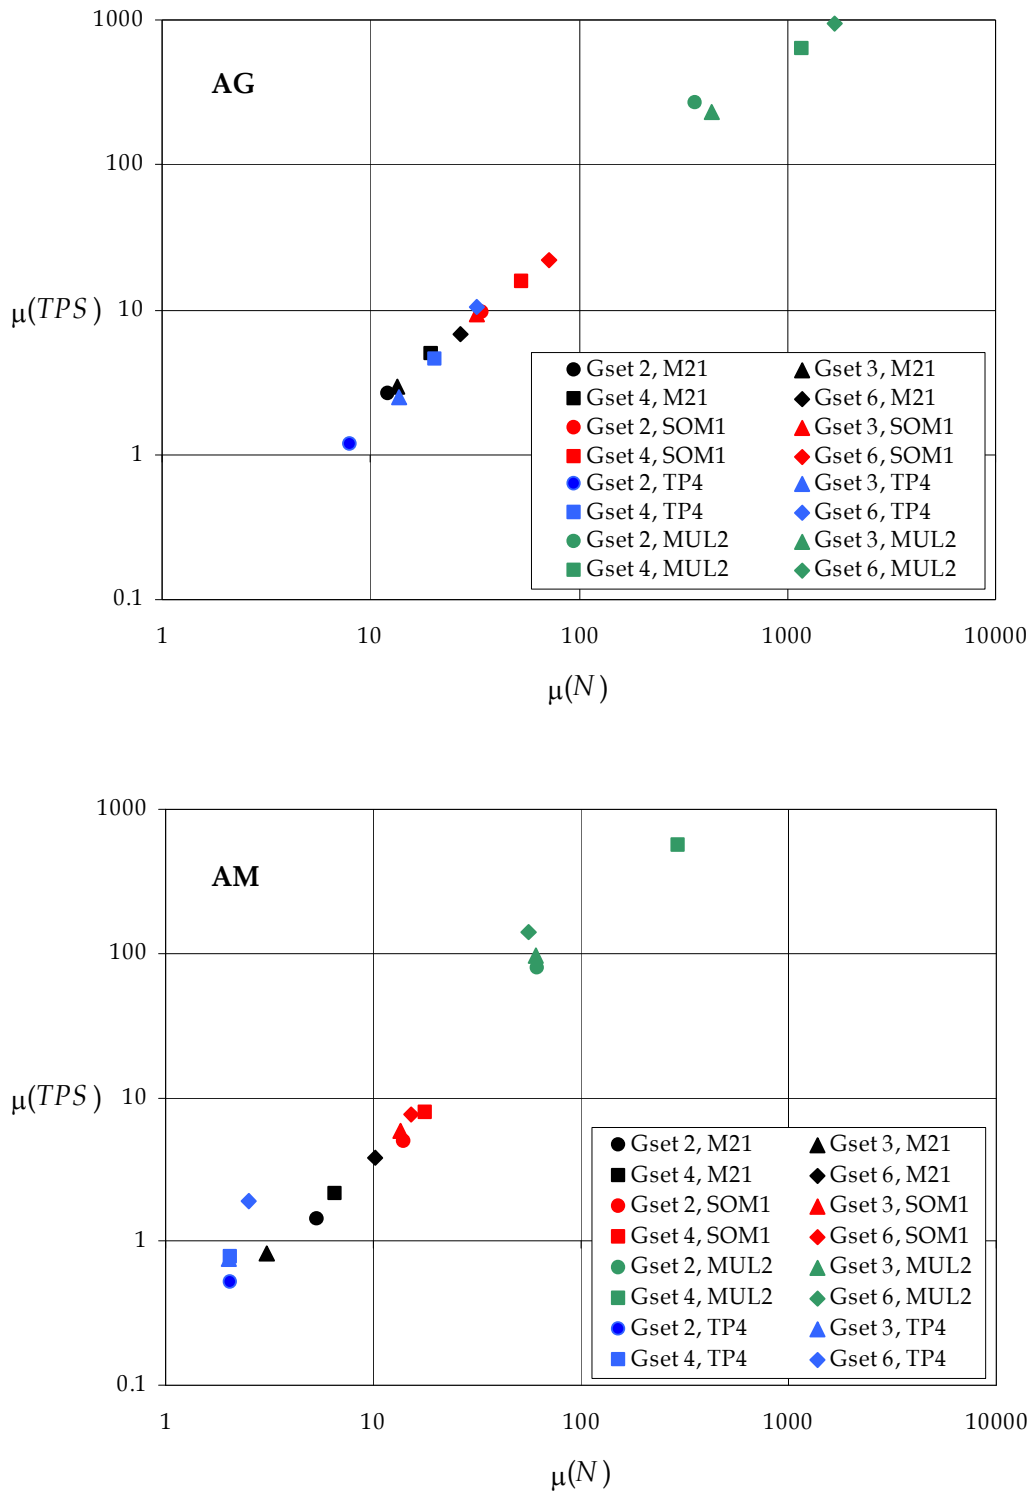 1000
AG
100
μ(TPS)
10
1
0.1
Gset 2, M21 Gset 3, M21
Gset 4, M21 Gset 6, M21
Gset 2, SOM1 Gset 3, SOM1
Gset 4, SOM1 Gset 6, SOM1
Gset 2, TP4 Gset 3, TP4
Gset 4, TP4 Gset 6, TP4
Gset 2, MUL2 Gset 3, MUL2
Gset 4, MUL2 Gset 6, MUL2
1 10 100 1000 10000
μ(N)
1000
AM
100
μ(TPS)
10
1
0.1
Gset 2, M21 Gset 3, M21
Gset 4, M21 Gset 6, M21
Gset 2, SOM1 Gset 3, SOM1
Gset 4, SOM1 Gset 6, SOM1
Gset 2, MUL2 Gset 3, MUL2
Gset 4, MUL2 Gset 6, MUL2
Gset 2, TP4 Gset 3, TP4
Gset 4, TP4 Gset 6, TP4
1 10 100 1000 10000
μ(N)